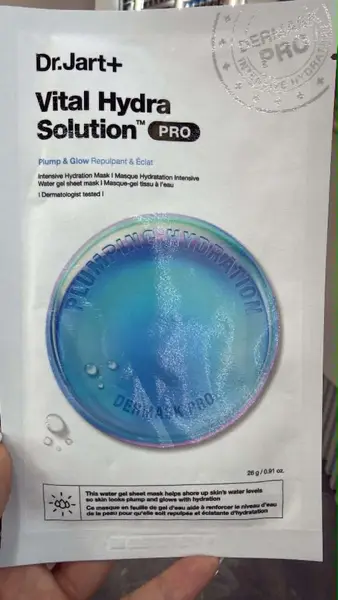 DERMASK
PRO
INTENSIVE HYDRATION
Dr.Jart+
Vital Hydra
Solution™ PRO
Plump & Glow Repulpant & Éclat
Intensive Hydration Mask I Masque Hydratation Intensive
Water gel sheet mask I Masque-gel tissu à l'eau
I Dermatologist tested I
PLUMPING HYDRATION
DERMASK PRO
26 g / 0.91 oz.
This water gel sheet mask helps shore up skin's water levels
so skin looks plump and glows with hydration
Ce masque en feuille de gel d'eau aide à renforcer le niveau d'eau
de la peau pour qu'elle soit repulpée et éclatante d'hydratation